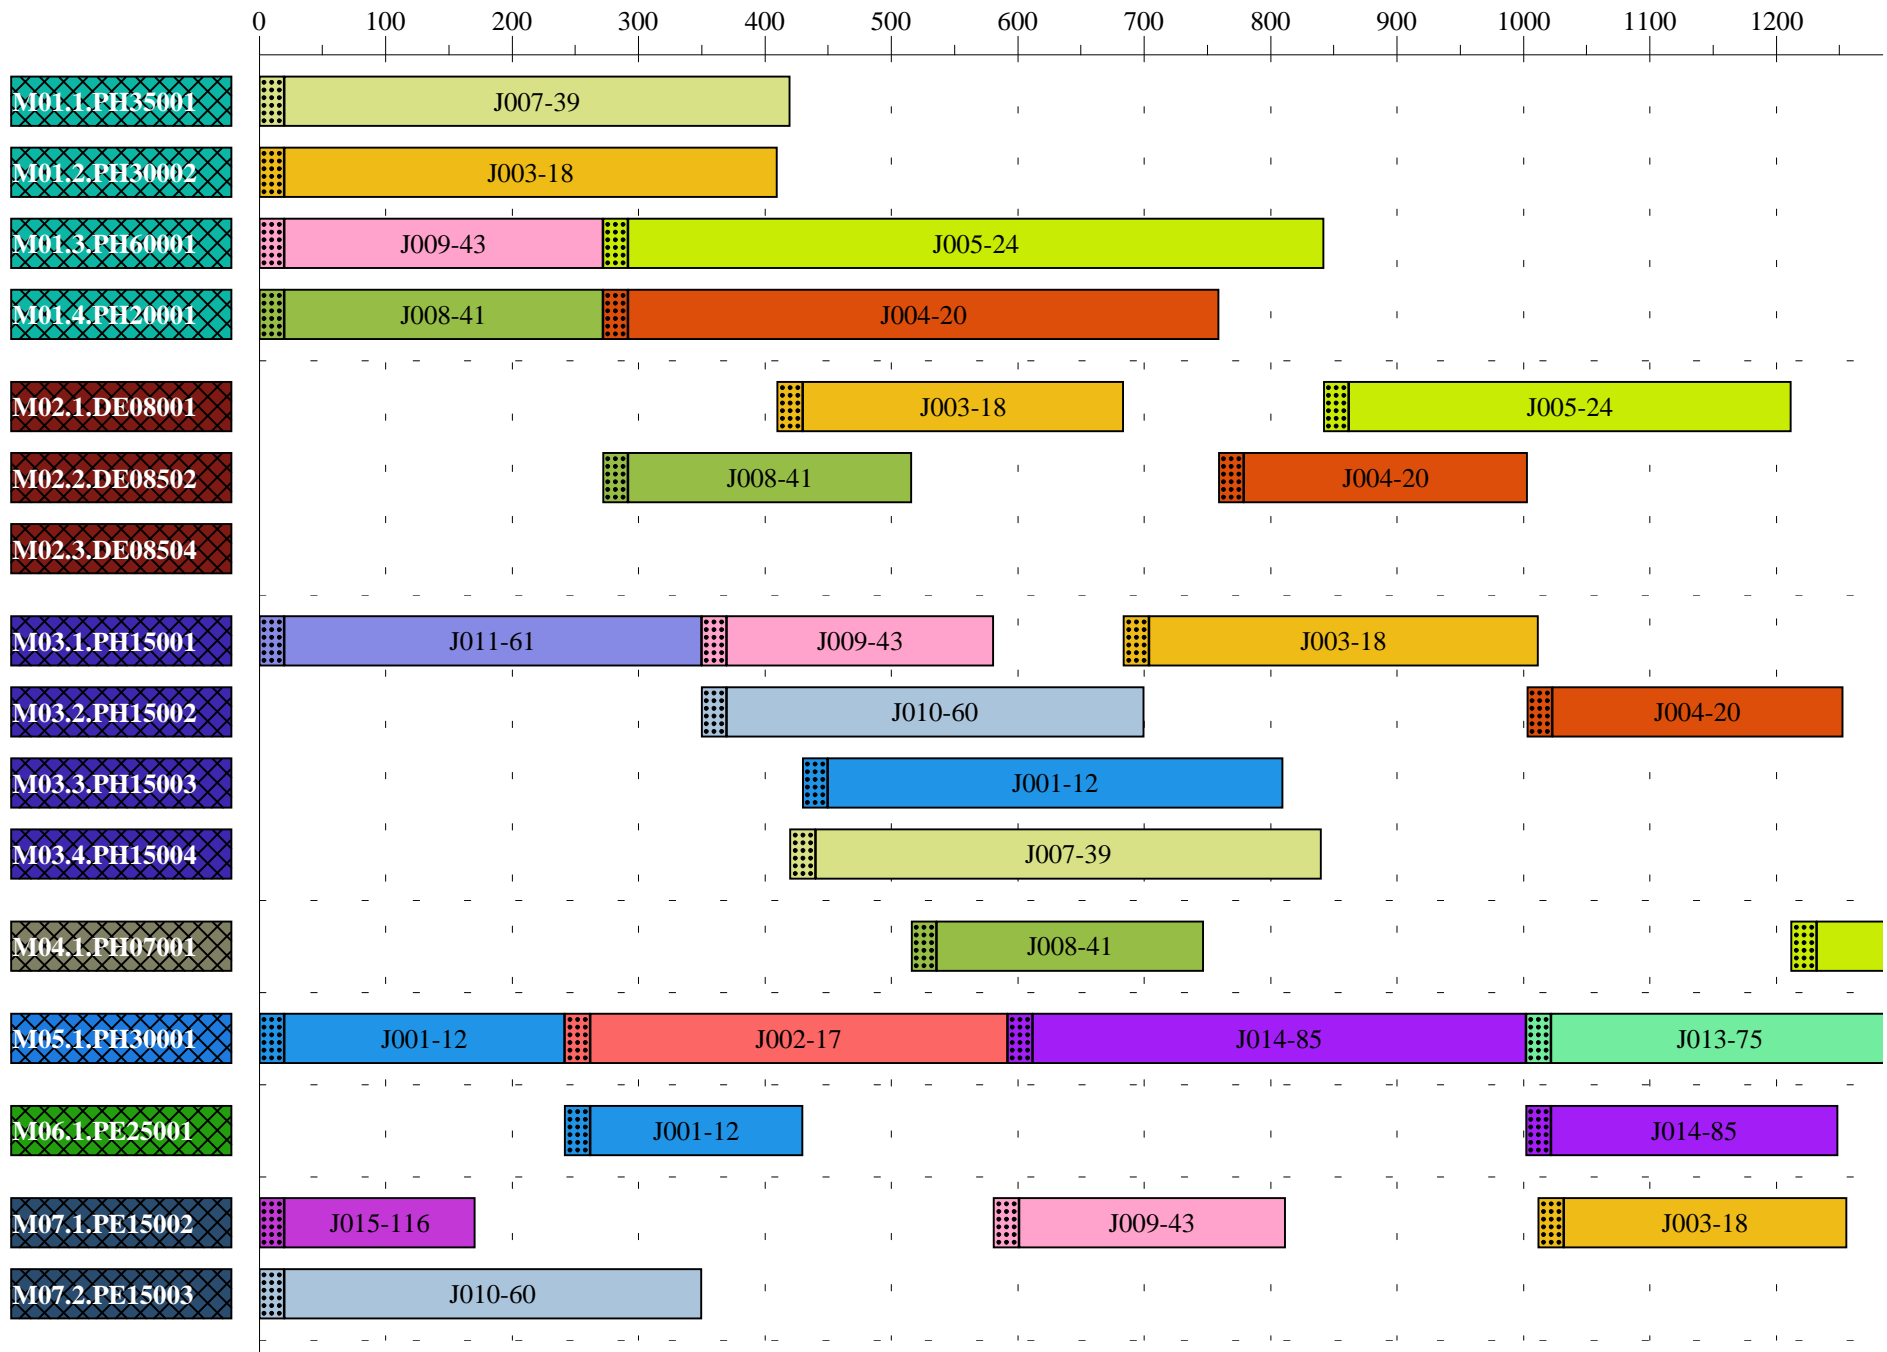 0 100 200 300 400 500 600 700 800 900 1000 1100 1200
M01.1.PH35001 J007-39
M01.2.PH30002 J003-18
M01.3.PH60001 J009-43 J005-24
M01.4.PH20001 J008-41 J004-20
M02.1.DE08001 J003-18 J005-24
M02.2.DE08502 J008-41 J004-20
M02.3.DE08504
M03.1.PH15001 J011-61 J009-43 J003-18
M03.2.PH15002 J010-60 J004-20
M03.3.PH15003 J001-12
M03.4.PH15004 J007-39
M04.1.PH07001 J008-41
M05.1.PH30001 J001-12 J002-17 J014-85 J013-75
M06.1.PE25001 J001-12 J014-85
M07.1.PE15002 J015-116 J009-43 J003-18
M07.2.PE15003 J010-60